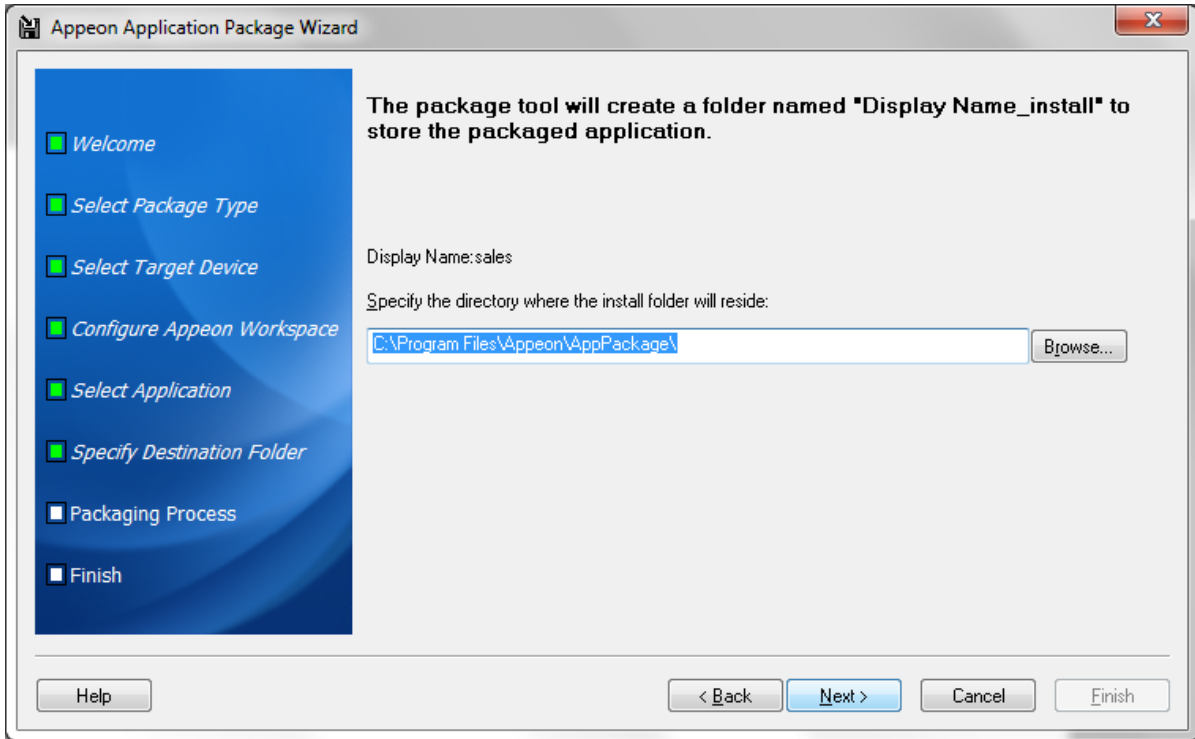 Appeon Application Package Wizard
Welcome
Select Package Type
Select Target Device
Configure Appeon Workspace
Select Application
Specify Destination Folder
Packaging Process
Finish
The package tool will create a folder named "Display Name_install" to
store the packaged application.
Display Name:sales
Specify the directory where the install folder will reside:
C:\Program Files\Appeon\AppPackage\
Browse...
Help
< Back
Next >
Cancel
Finish